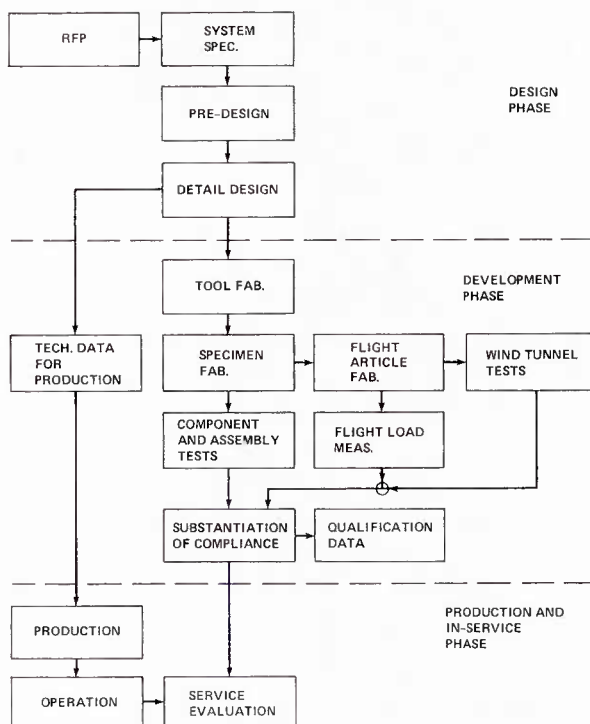 RFP
SYSTEM
SPEC.
PRE-DESIGN
DESIGN
PHASE
DETAIL DESIGN
TOOL FAB.
DEVELOPMENT
PHASE
TECH. DATA
FOR
PRODUCTION
SPECIMEN
FAB.
FLIGHT
ARTICLE
FAB.
WIND TUNNEL
TESTS
COMPONENT
AND ASSEMBLY
TESTS
FLIGHT LOAD
MEAS.
SUBSTANTIATION
OF COMPLIANCE
QUALIFICATION
DATA
PRODUCTION
PRODUCTION AND
IN-SERVICE
PHASE
OPERATION
SERVICE
EVALUATION